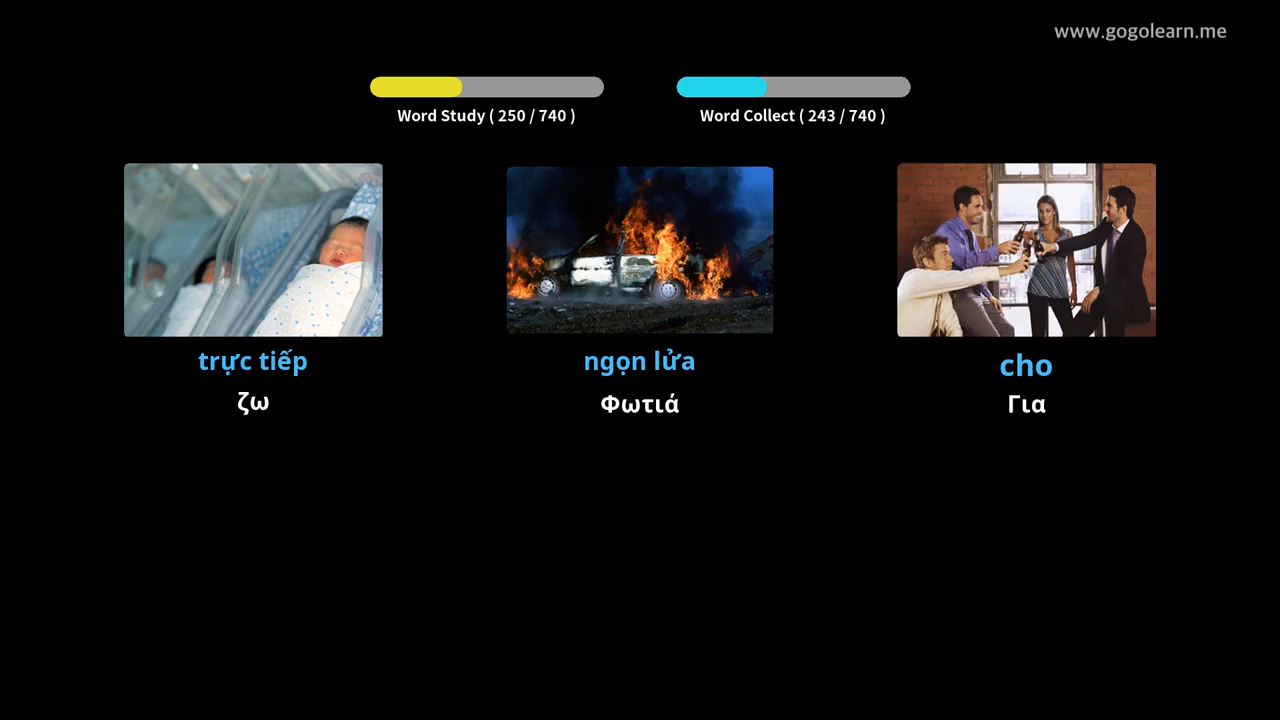 www.gogolearn.me
Word Study ( 250 / 740 )
Word Collect ( 243 / 740 )
trực tiếp
ζω
ngọn lửa
Φωτιά
cho
Για